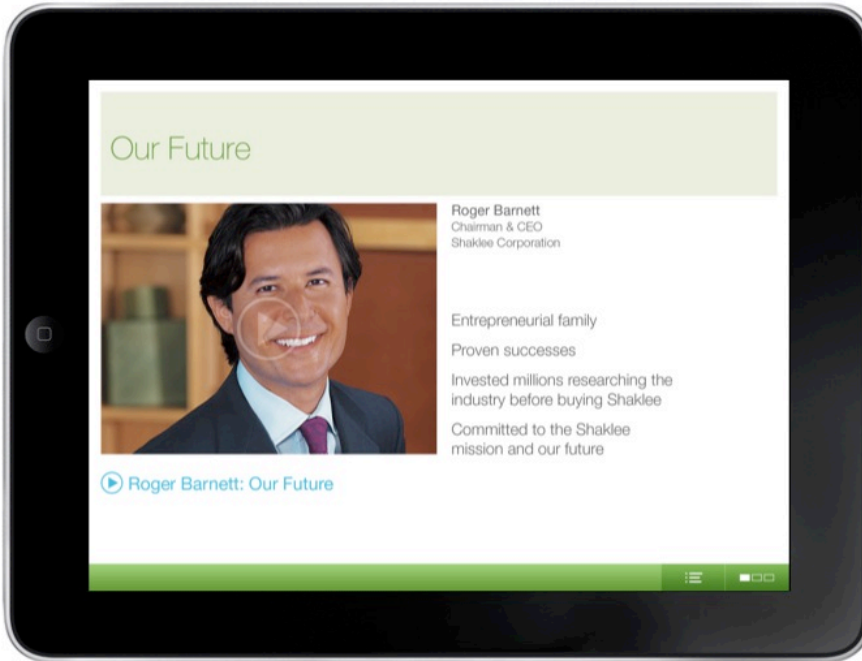 Our Future
Roger Barnett
Chairman & CEO
Shaklee Corporation
Entrepreneurial family
Proven successes
Invested millions researching the
industry before buying Shaklee
Committed to the Shaklee
mission and our future
Roger Barnett: Our Future